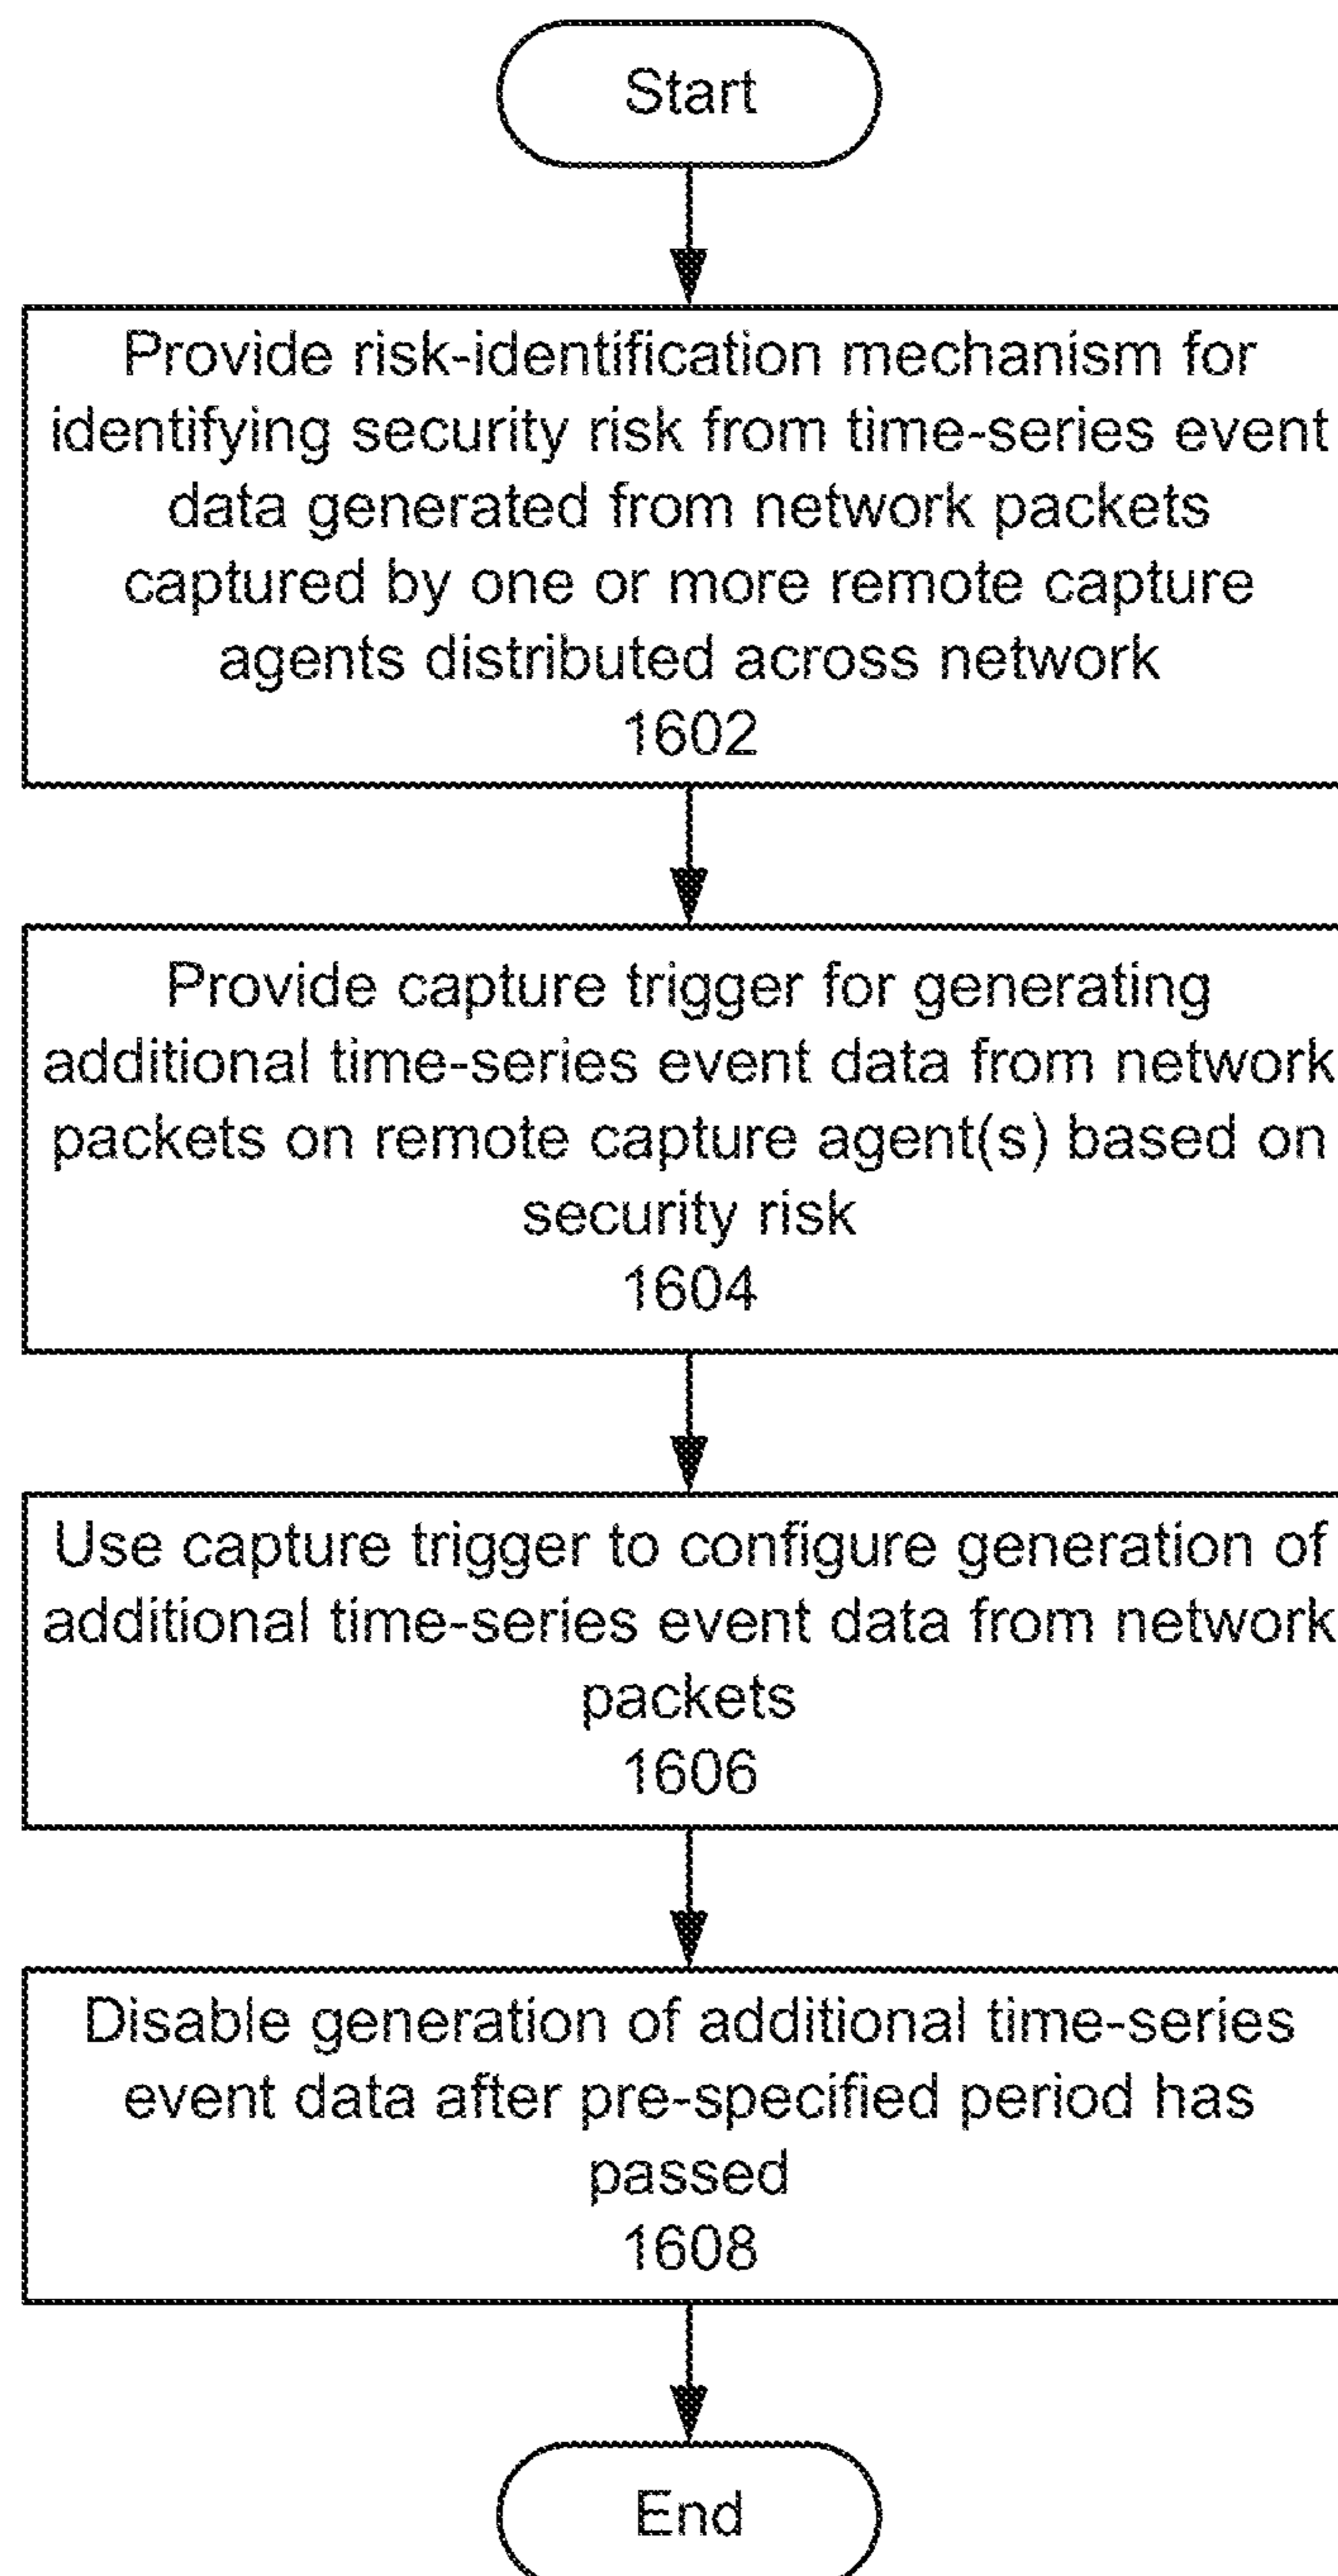 Start
Provide risk-identification mechanism for
identifying security risk from time-series event
data generated from network packets
captured by one or more remote capture
agents distributed across network
1602
Provide capture trigger for generating
additional time-series event data from network
packets on remote capture agent(s) based on
security risk
1604
Use capture trigger to configure generation of
additional time-series event data from network
packets
1606
Disable generation of additional time-series
event data after pre-specified period has
passed
1608
End